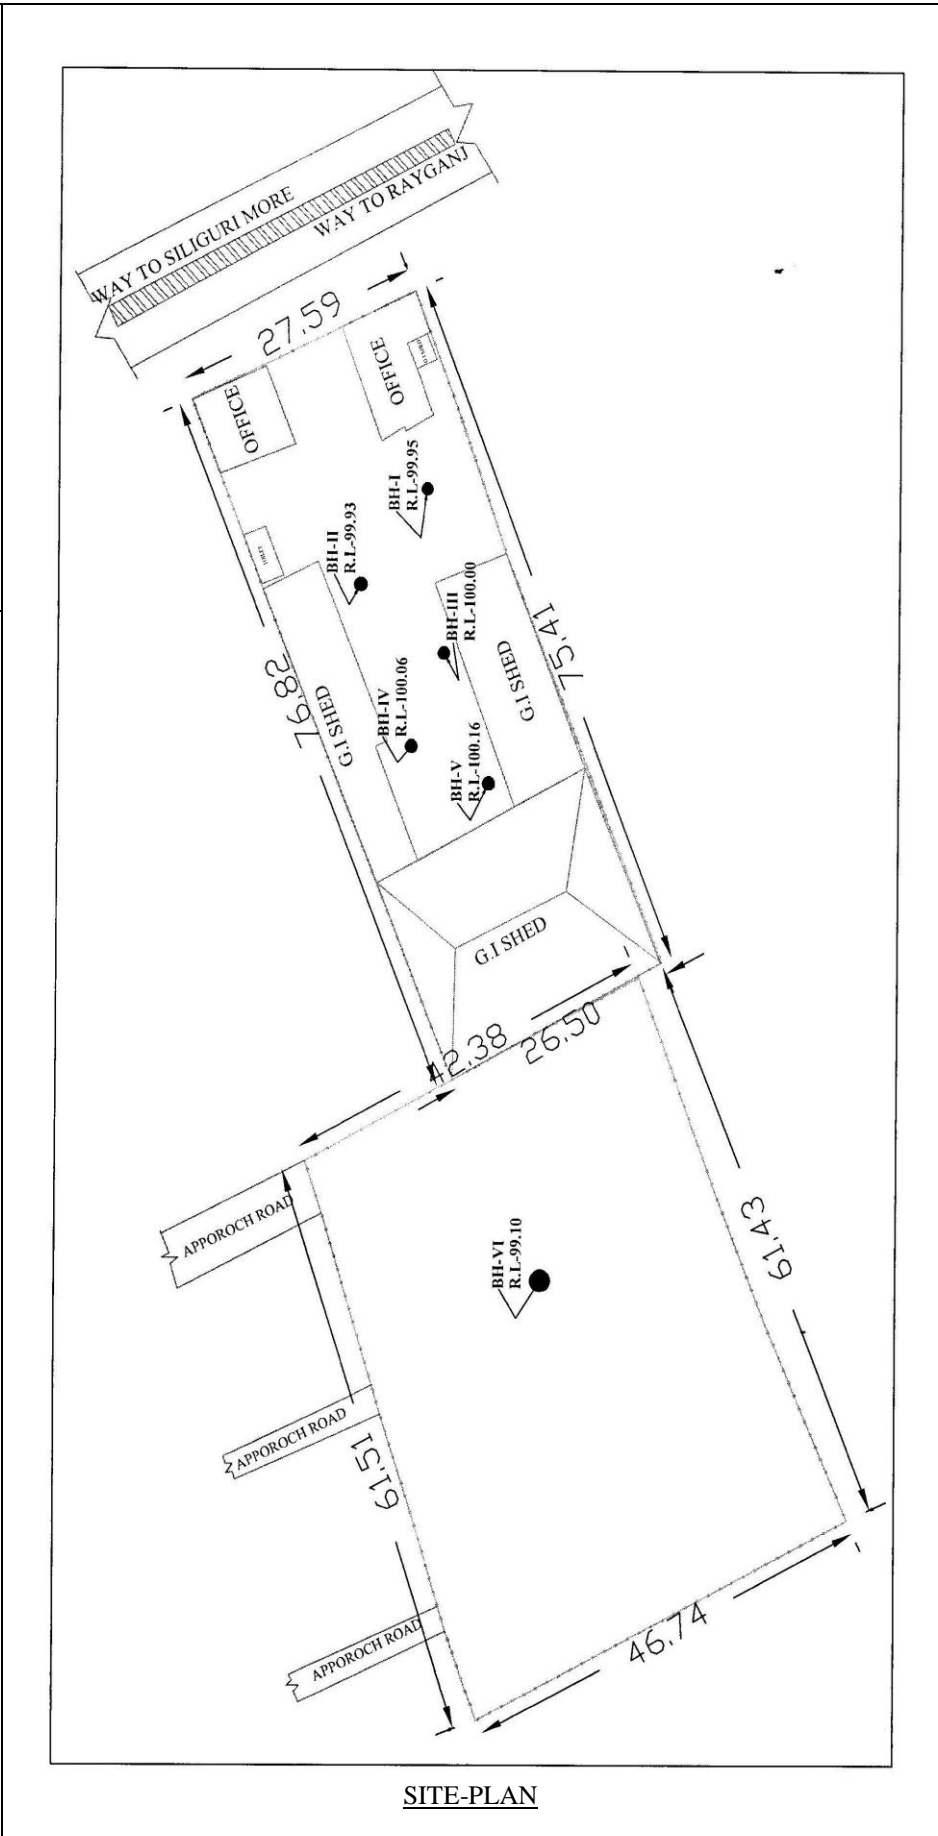 WAY TO SILIGURI MORE
WAY TO RAYGANJ
27.59
OFFICE
OFFICE
BH-I
R.L-99.95
BH-II
R.L-99.93
TOILET
BH-III
R.L-100.00
75.41
76.82
G.I SHED
G.I SHED
BH-IV
R.L-100.06
BH-V
R.L-100.16
G.I SHED
42.38
26.50
APPOROCH ROAD
BH-VI
R.L-99.10
61.43
APPOROCH ROAD
61.51
APPOROCH ROAD
46.74
SITE-PLAN